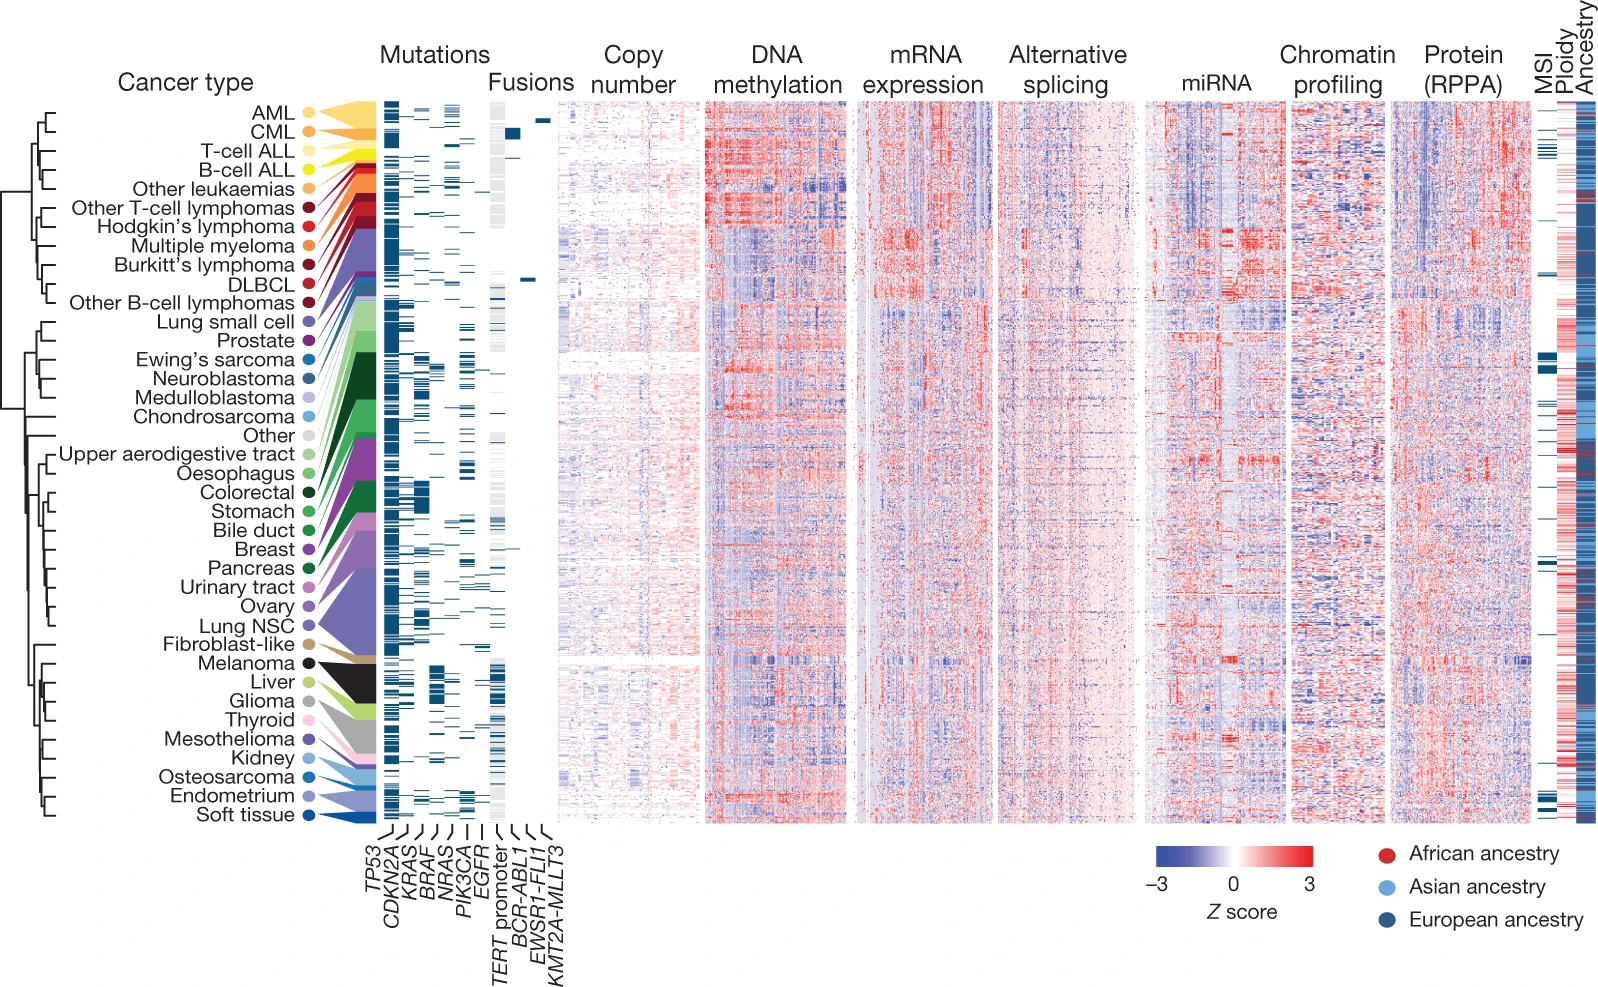 Cancer type
Mutations
Fusions
Copy
number
DNA
methylation
mRNA
expression
Alternative
splicing
miRNA
Chromatin
profiling
Protein
(RPPA)
MSI
Ploidy
Ancestry
AML
CML
T-cell ALL
B-cell ALL
Other leukaemias
Other T-cell lymphomas
Hodgkin’s lymphoma
Multiple myeloma
Burkitt’s lymphoma
DLBCL
Other B-cell lymphomas
Lung small cell
Prostate
Ewing’s sarcoma
Neuroblastoma
Medulloblastoma
Chondrosarcoma
Other
Upper aerodigestive tract
Oesophagus
Colorectal
Stomach
Bile duct
Breast
Pancreas
Urinary tract
Ovary
Lung NSC
Fibroblast-like
Melanoma
Liver
Glioma
Thyroid
Mesothelioma
Kidney
Osteosarcoma
Endometrium
Soft tissue
TP53
CDKN2A
KRAS
BRAF
NRAS
PIK3CA
EGFR
TERT promoter
BCR-ABL1
EWSR1-FLI1
KMT2A-MLLT3
−3 0 3
Z score
African ancestry
Asian ancestry
European ancestry